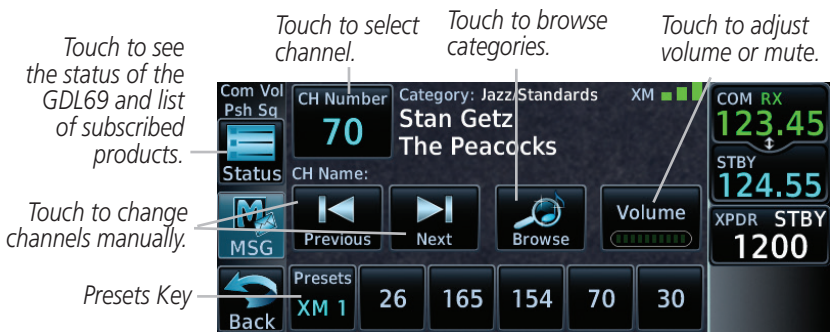 Touch to select
channel.
Touch to browse
categories.
Touch to adjust
volume or mute.
Touch to see
the status of the
GDL69 and list
of subscribed
products.
Touch to change
channels manually.
Presets Key
Com Vol
Psh Sq
Status
MSG
Back
CH Number
70
Category: Jazz/Standards
XM
Stan Getz
The Peacocks
CH Name:
Previous
Next
Browse
Volume
Presets
XM 1
26
165
154
70
30
COM RX
123.45
STBY
124.55
XPDR STBY
1200